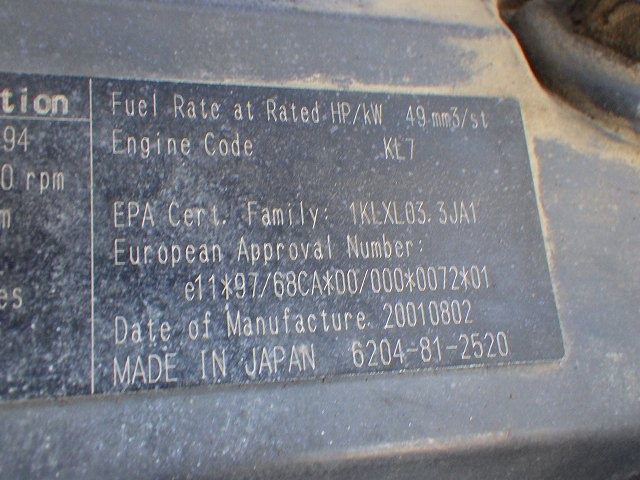 tion
94
0 rpm
m
es
Fuel Rate at Rated HP/kW 49 mm3/st
Engine Code KL7
EPA Cert. Family: 1KLXL03.3JA1
European Approval Number:
e11*97/68CA*00/000*0072*01
Date of Manufacture 20010802
MADE IN JAPAN 6204-81-2520